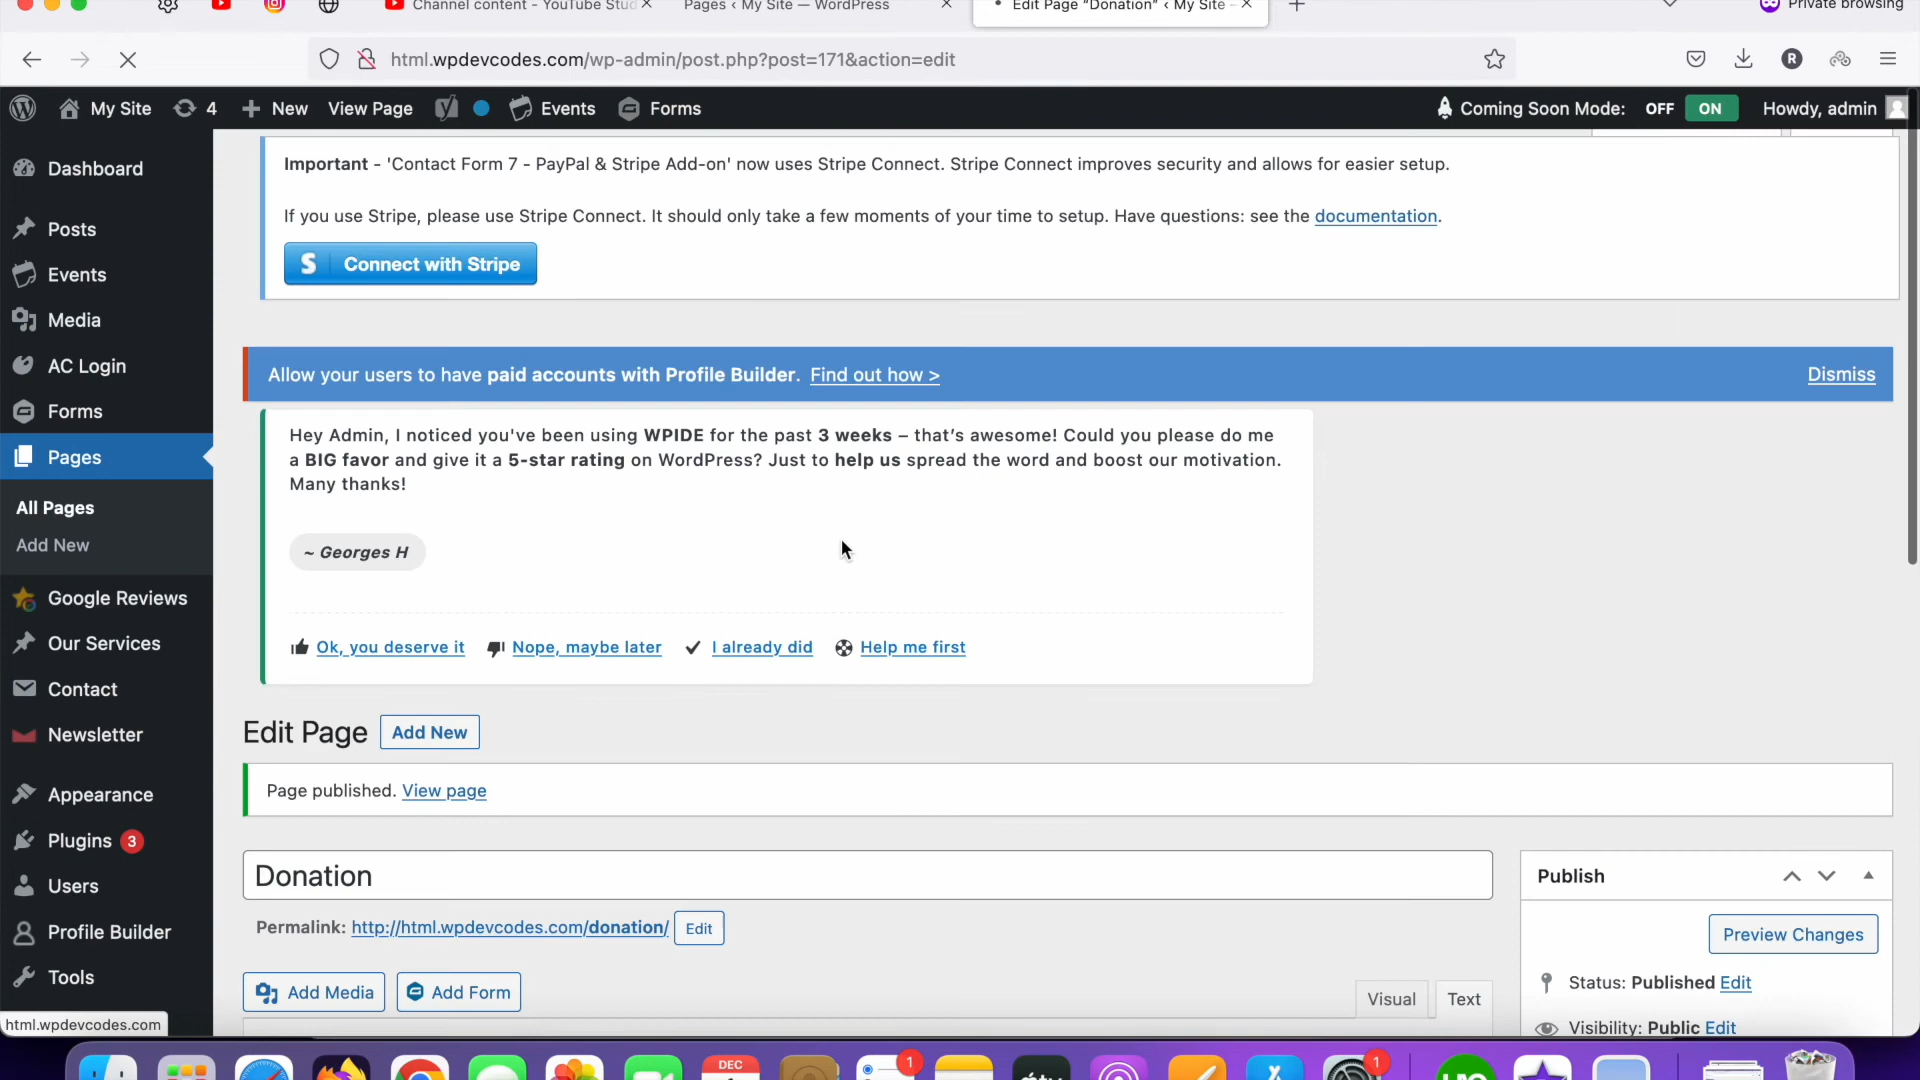 Channel content - YouTube Stud
Pages ‹ My Site — WordPress
Edit Page "Donation" ‹ My Site -
Private browsing
html.wpdevcodes.com/wp-admin/post.php?post=171&action=edit
R
My Site
4
New
View Page
Events
Forms
Coming Soon Mode:
OFF
ON
Howdy, admin
Dashboard
Posts
Events
Media
AC Login
Forms
Pages
All Pages
Add New
Google Reviews
Our Services
Contact
Newsletter
Appearance
Plugins 3
Users
Profile Builder
Tools
html.wpdevcodes.com
Important - 'Contact Form 7 - PayPal & Stripe Add-on' now uses Stripe Connect. Stripe Connect improves security and allows for easier setup.
If you use Stripe, please use Stripe Connect. It should only take a few moments of your time to setup. Have questions: see the documentation.
S Connect with Stripe
Allow your users to have paid accounts with Profile Builder. Find out how >
Dismiss
Hey Admin, I noticed you've been using WPIDE for the past 3 weeks – that's awesome! Could you please do me
a BIG favor and give it a 5-star rating on WordPress? Just to help us spread the word and boost our motivation.
Many thanks!
~ Georges H
Ok, you deserve it
Nope, maybe later
I already did
Help me first
Edit Page
Add New
Page published. View page
Donation
Permalink: http://html.wpdevcodes.com/donation/
Edit
Add Media
Add Form
Visual
Text
Publish
Preview Changes
Status: Published Edit
Visibility: Public Edit
DEC
1
1